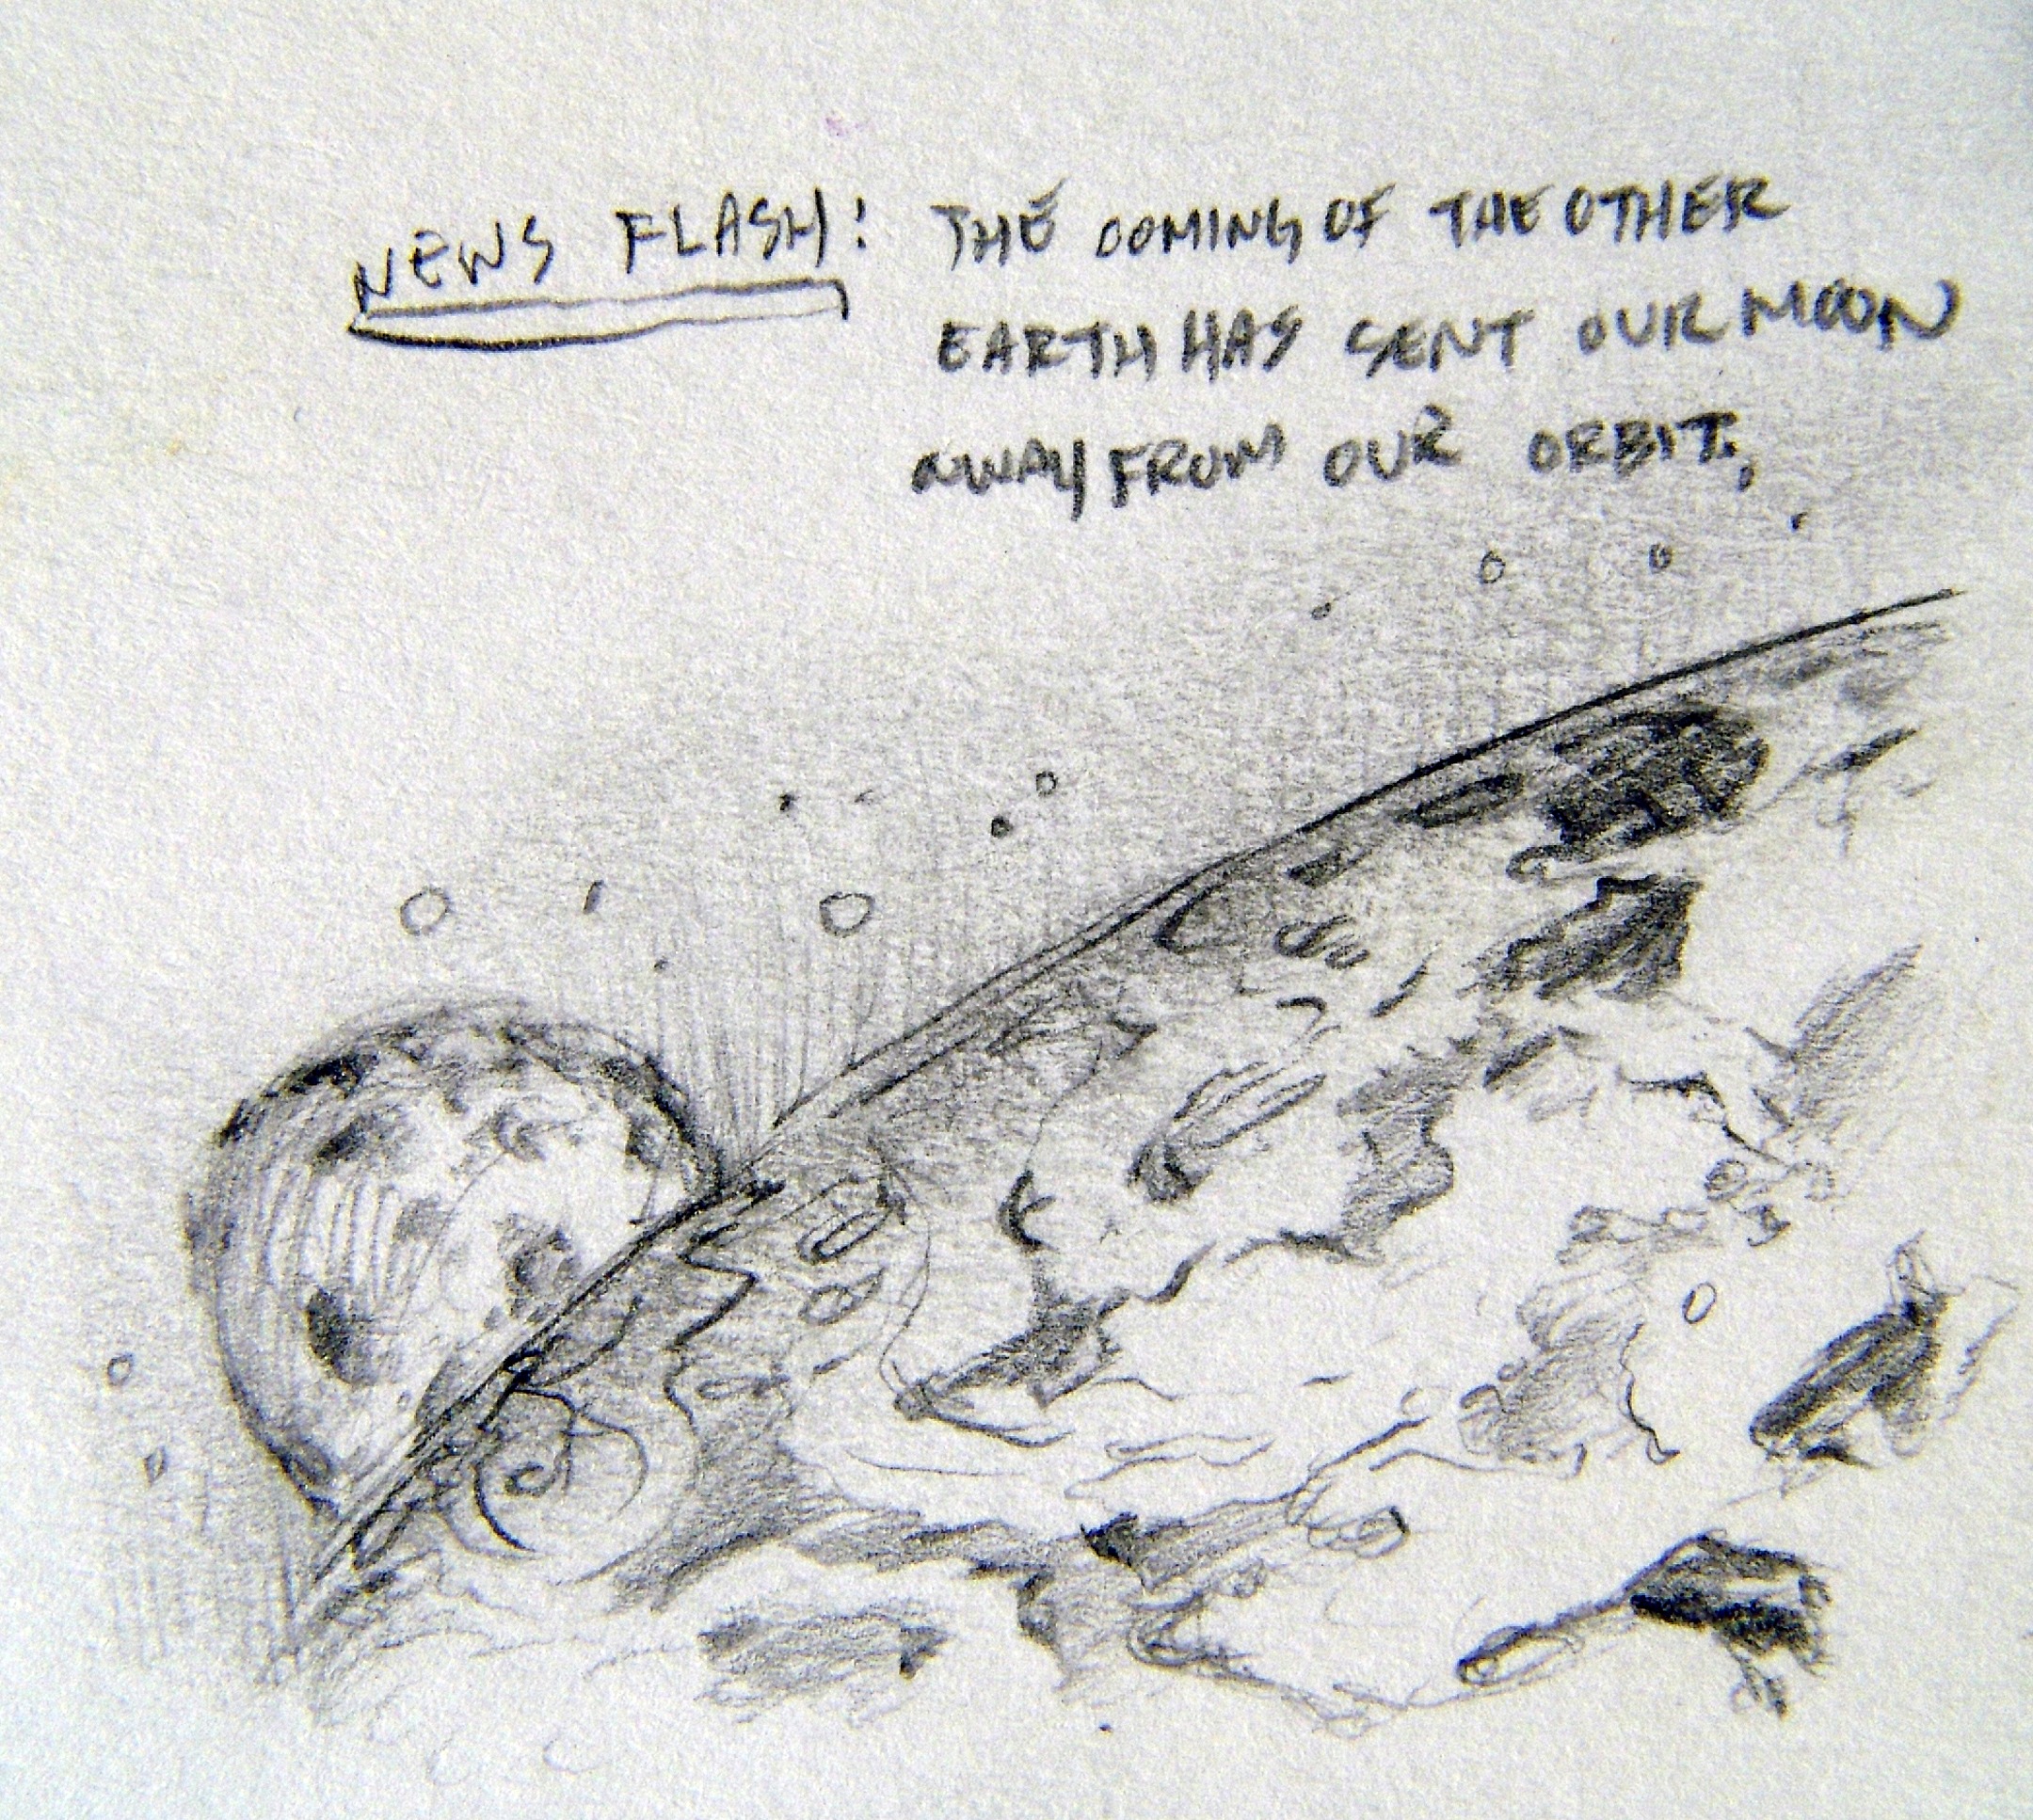 NEWS FLASH! THE COMING OF THE OTHER
EARTH HAS SENT OUR MOON
AWAY FROM OUR ORBIT,